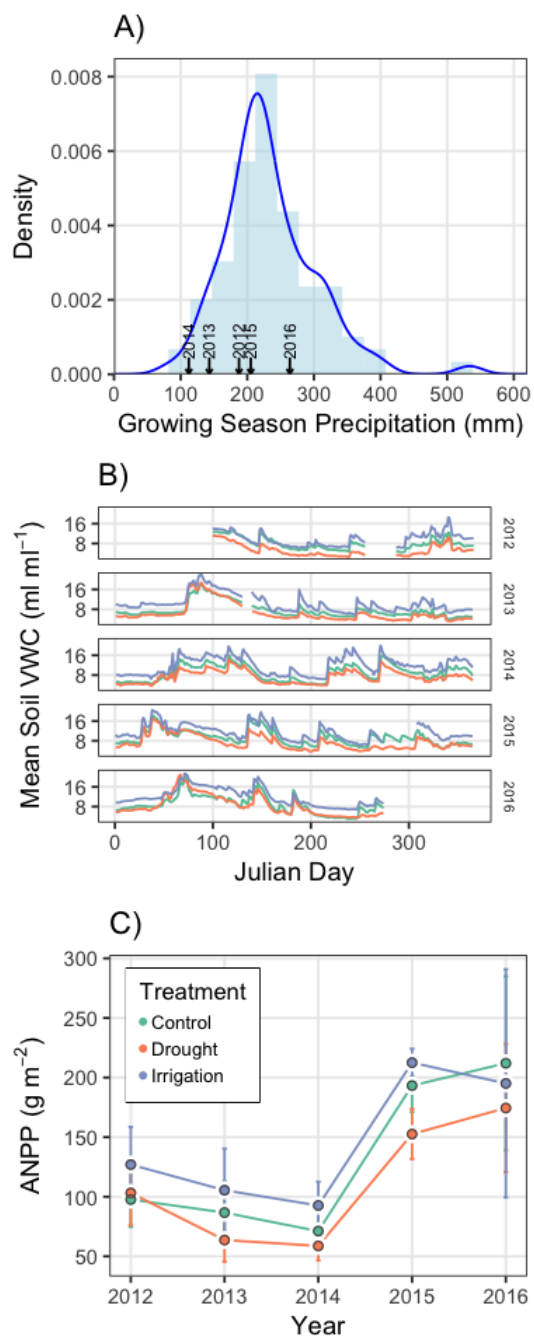 A)
0.008
0.006
0.004
0.002
0.000
Density
2014
2013
2012
2015
2016
0 100 200 300 400 500 600
Growing Season Precipitation (mm)
B)
Mean Soil VWC (ml ml⁻¹)
16
8
2012
16
8
2013
16
8
2014
16
8
2015
16
8
2016
0 100 200 300
Julian Day
C)
300
250
200
150
100
50
ANPP (g m⁻²)
Treatment
Control
Drought
Irrigation
2012 2013 2014 2015 2016
Year